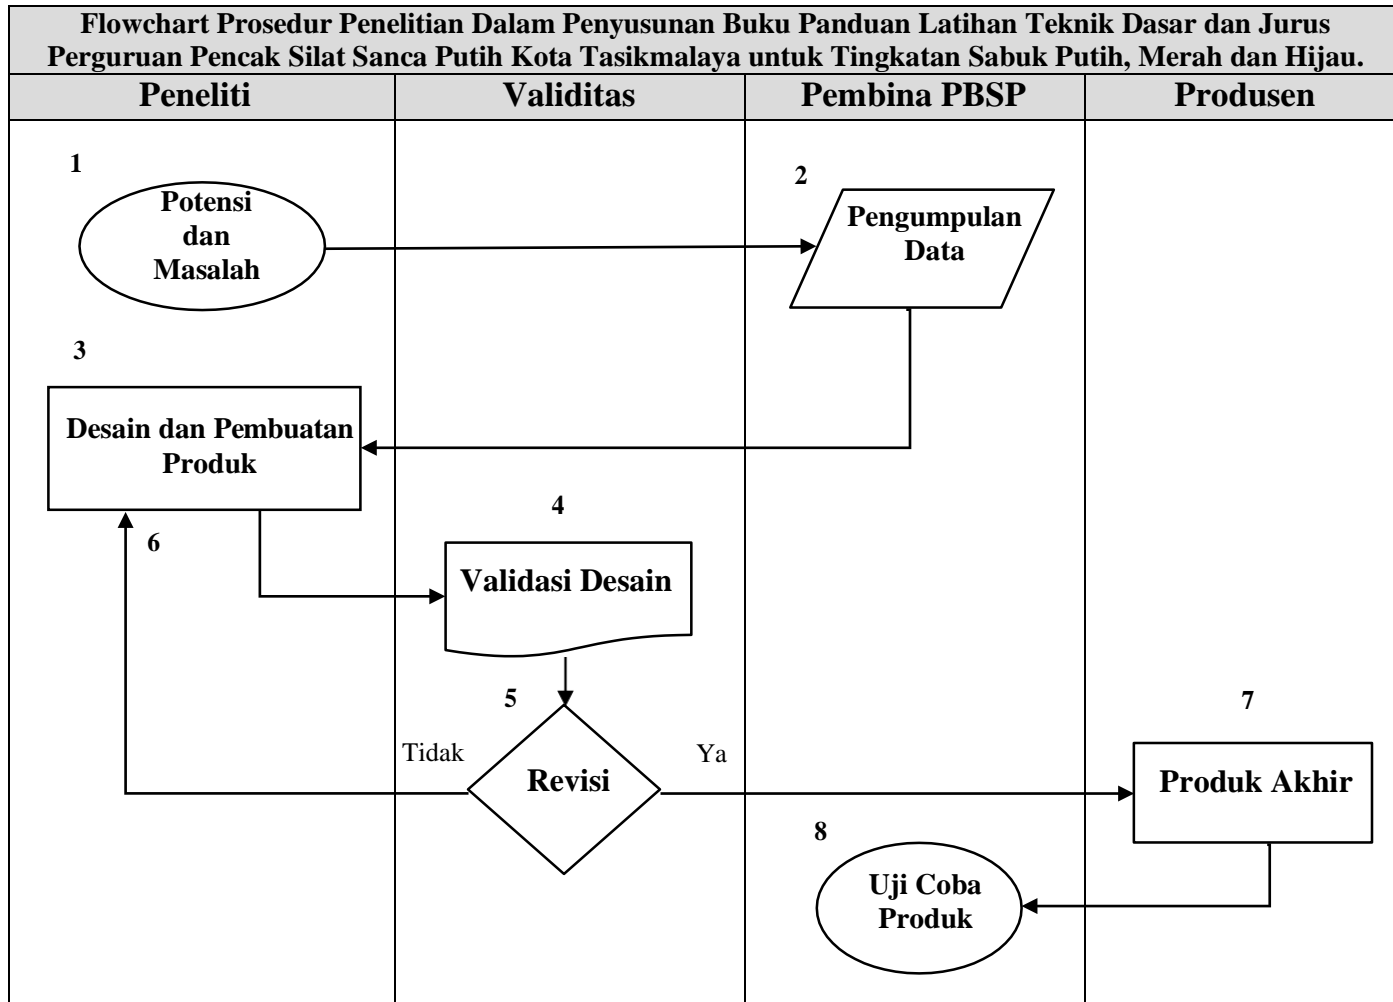 Flowchart Prosedur Penelitian Dalam Penyusunan Buku Panduan Latihan Teknik Dasar dan Jurus
Perguruan Pencak Silat Sanca Putih Kota Tasikmalaya untuk Tingkatan Sabuk Putih, Merah dan Hijau.
Peneliti
Validitas
Pembina PBSP
Produsen
1
Potensi
dan
Masalah
2
Pengumpulan
Data
3
Desain dan Pembuatan
Produk
4
Validasi Desain
5
Revisi
Tidak
Ya
6
7
Produk Akhir
8
Uji Coba
Produk